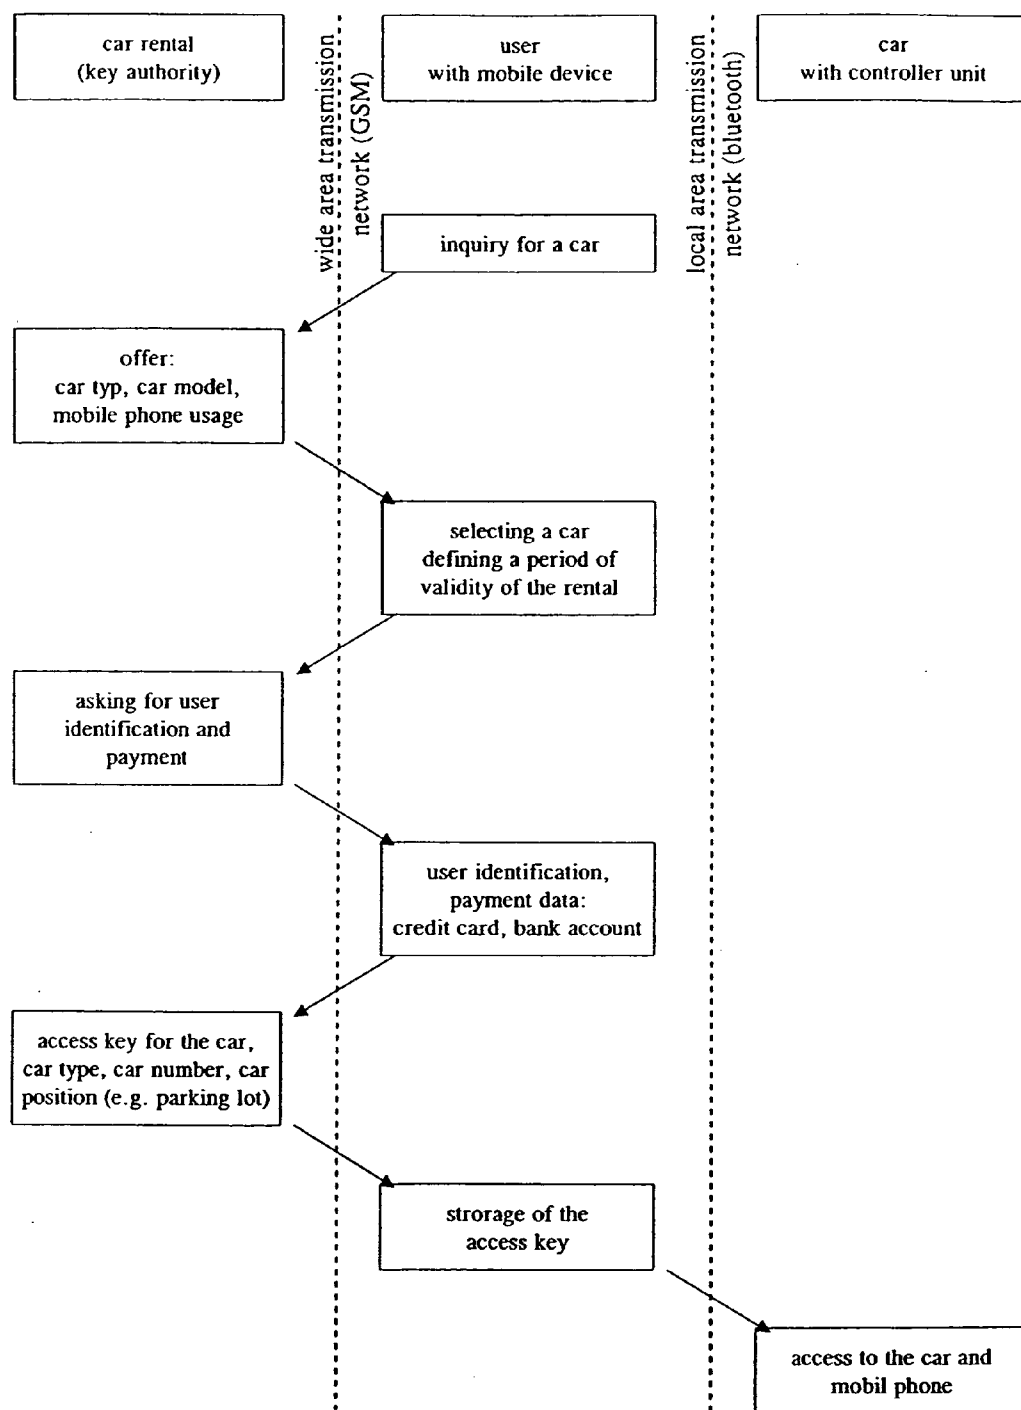 car rental
(key authority)
wide area transmission
network (GSM)
user
with mobile device
local area transmission
network (bluetooth)
car
with controller unit
inquiry for a car
offer:
car typ, car model,
mobile phone usage
selecting a car
defining a period of
validity of the rental
asking for user
identification and
payment
user identification,
payment data:
credit card, bank account
access key for the car,
car type, car number, car
position (e.g. parking lot)
strorage of the
access key
access to the car and
mobil phone